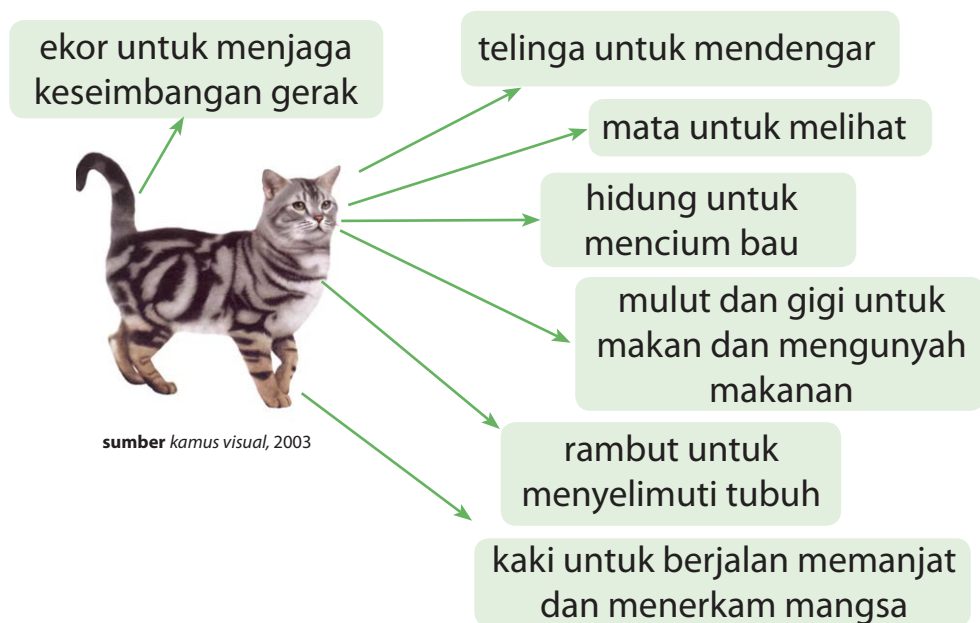 ekor untuk menjaga
keseimbangan gerak
telinga untuk mendengar
mata untuk melihat
hidung untuk
mencium bau
mulut dan gigi untuk
makan dan mengunyah
makanan
sumber kamus visual, 2003
rambut untuk
menyelimuti tubuh
kaki untuk berjalan memanjat
dan menerkam mangsa